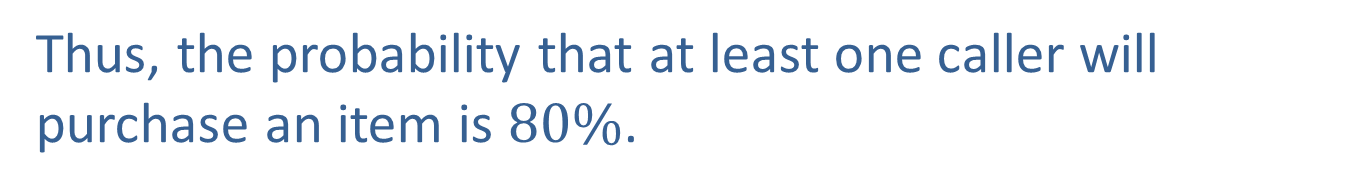 Thus, the probability that at least one caller will
purchase an item is 80%.